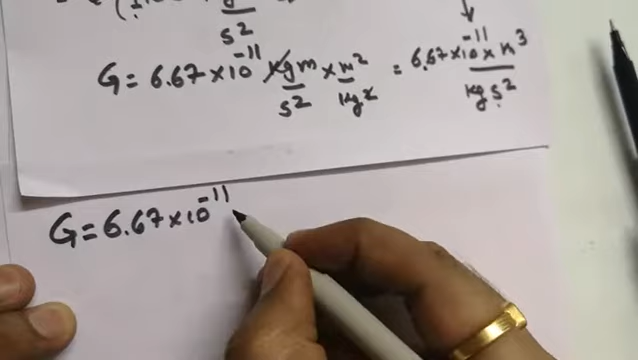 s²
G = 6.67 × 10⁻¹¹ kgm/s² × m²/kg² = 6.67 × 10⁻¹¹ × m³/kg s²
G = 6.67 × 10⁻¹¹